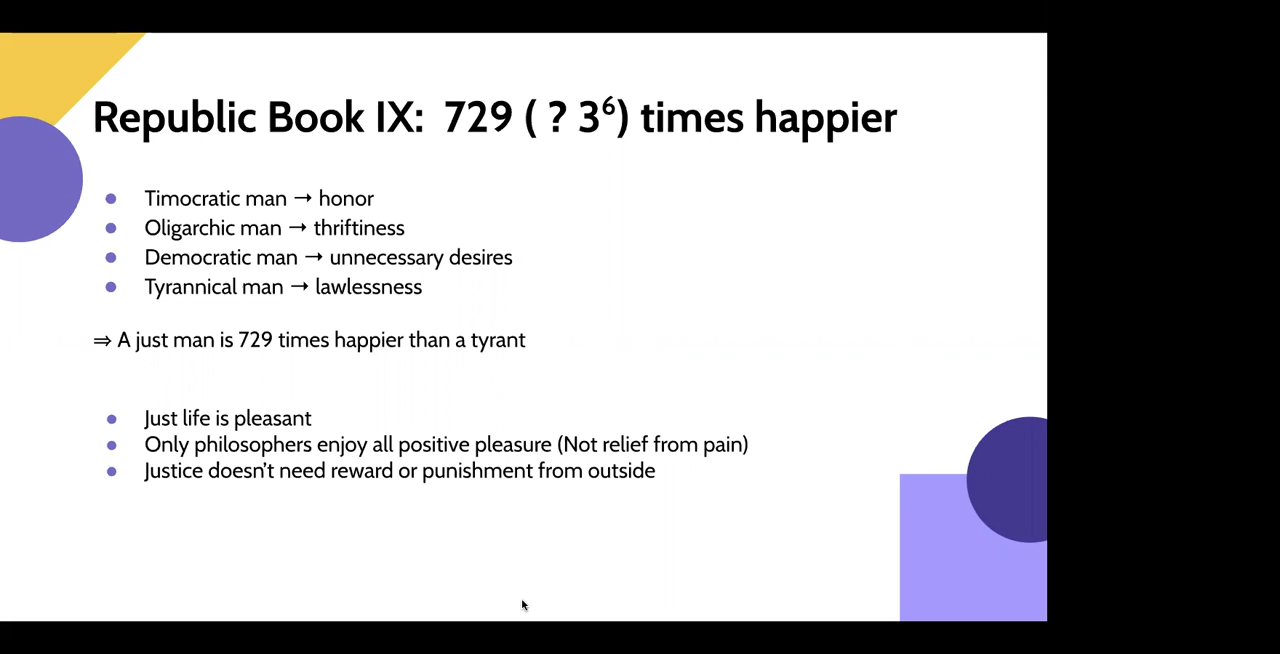 Republic Book IX:  729 ( ? 3⁶) times happier
● Timocratic man → honor
● Oligarchic man → thriftiness
● Democratic man → unnecessary desires
● Tyrannical man → lawlessness
⇒ A just man is 729 times happier than a tyrant
● Just life is pleasant
● Only philosophers enjoy all positive pleasure (Not relief from pain)
● Justice doesn't need reward or punishment from outside